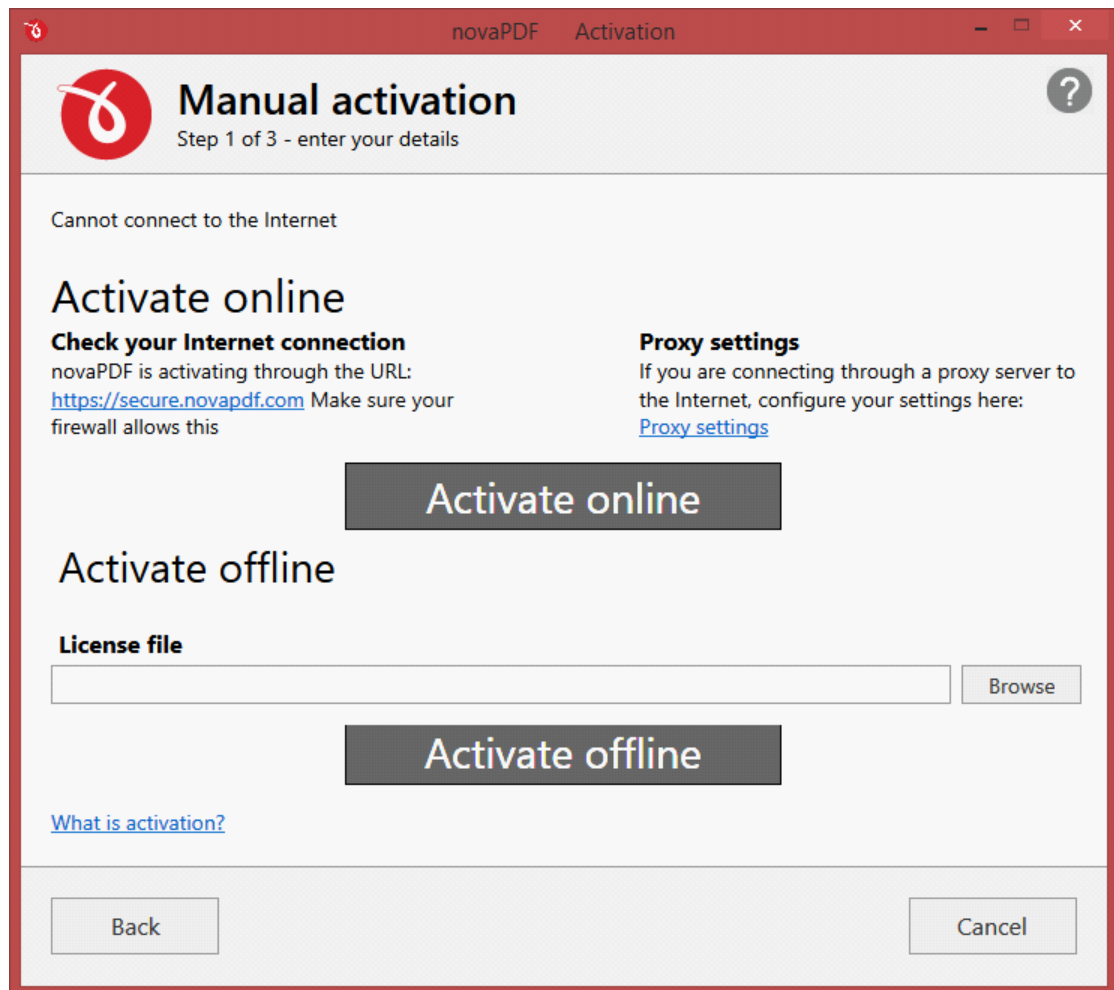 novaPDF Activation
Manual activation
Step 1 of 3 - enter your details
?
Cannot connect to the Internet
Activate online
Check your Internet connection
novaPDF is activating through the URL:
https://secure.novapdf.com Make sure your
firewall allows this
Proxy settings
If you are connecting through a proxy server to
the Internet, configure your settings here:
Proxy settings
Activate online
Activate offline
License file
Browse
Activate offline
What is activation?
Back
Cancel